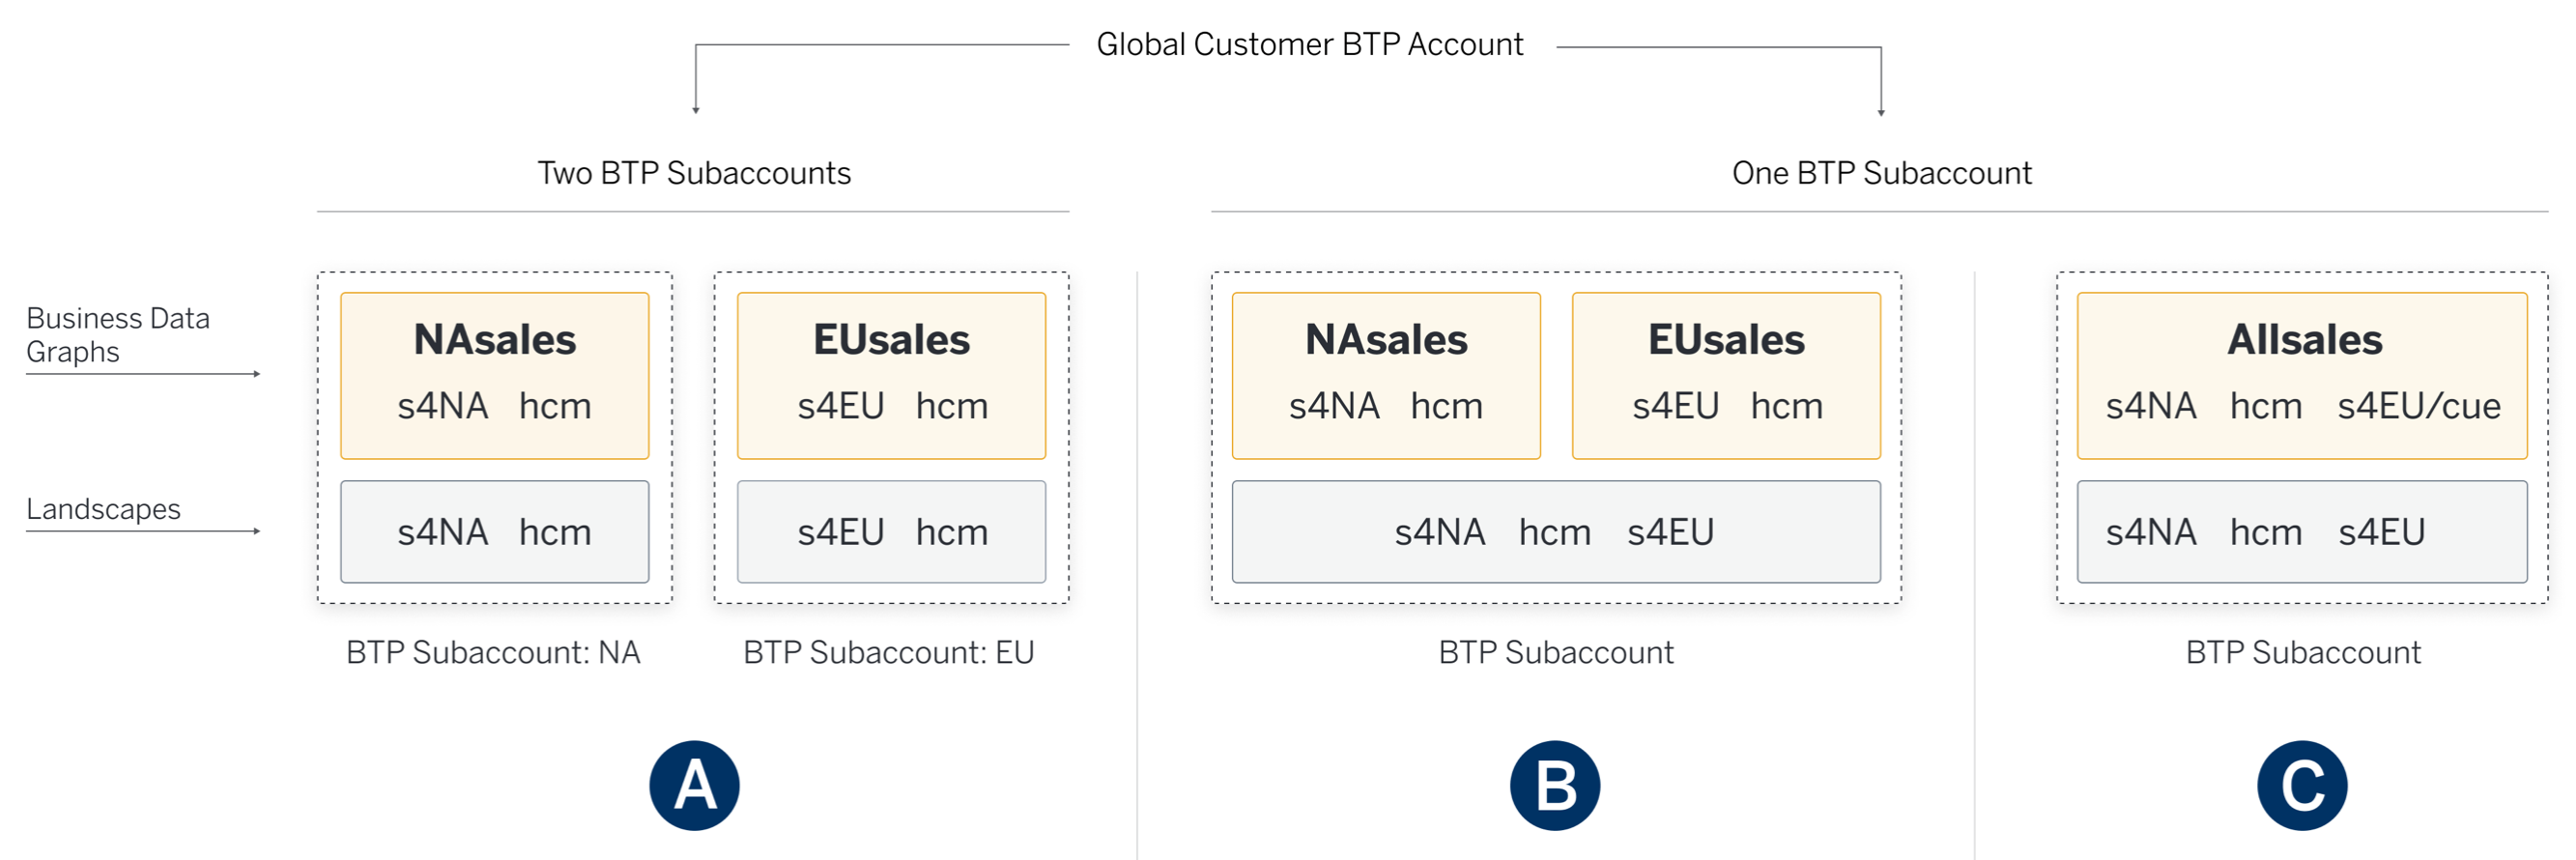 Global Customer BTP Account
Two BTP Subaccounts
One BTP Subaccount
Business Data
Graphs
NAsales
s4NA hcm
EUsales
s4EU hcm
NAsales
s4NA hcm
EUsales
s4EU hcm
Allsales
s4NA hcm s4EU/cue
Landscapes
s4NA hcm
s4EU hcm
s4NA hcm s4EU
s4NA hcm s4EU
BTP Subaccount: NA
BTP Subaccount: EU
BTP Subaccount
BTP Subaccount
A
B
C